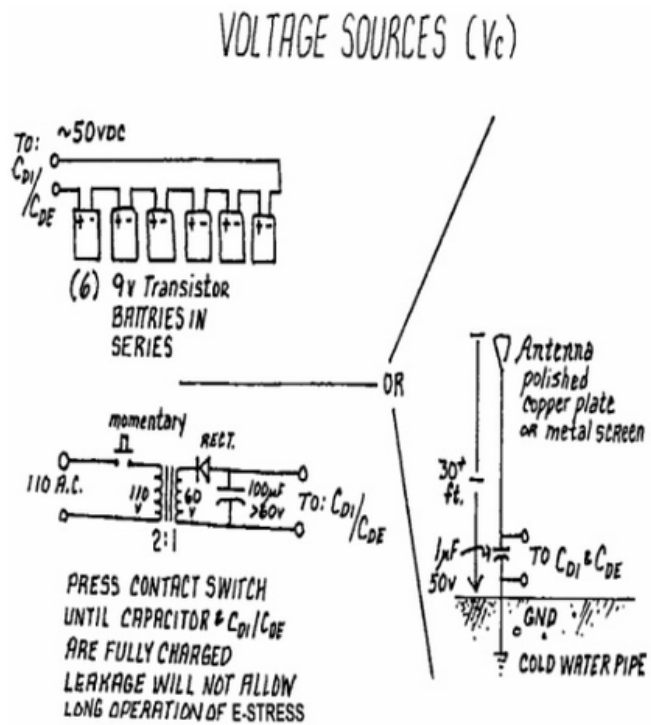 VOLTAGE SOURCES (Vc)
~50VDC
TO:
CDI
/CDE
+ - + - + - + - + - + -
(6) 9v Transistor
BATTRIES IN
SERIES
OR
Antenna
polished
copper plate
OR metal screen
30+
ft.
1µF
50v
TO CDI & CDE
GND
COLD WATER PIPE
momentary
RECT.
110 A.C.
110
V
60
V
2:1
100µF
>60v
TO: CDI/
CDE
PRESS CONTACT SWITCH
UNTIL CAPACITOR & CDI/CDE
ARE FULLY CHARGED
LEAKAGE WILL NOT ALLOW
LONG OPERATION OF E-STRESS